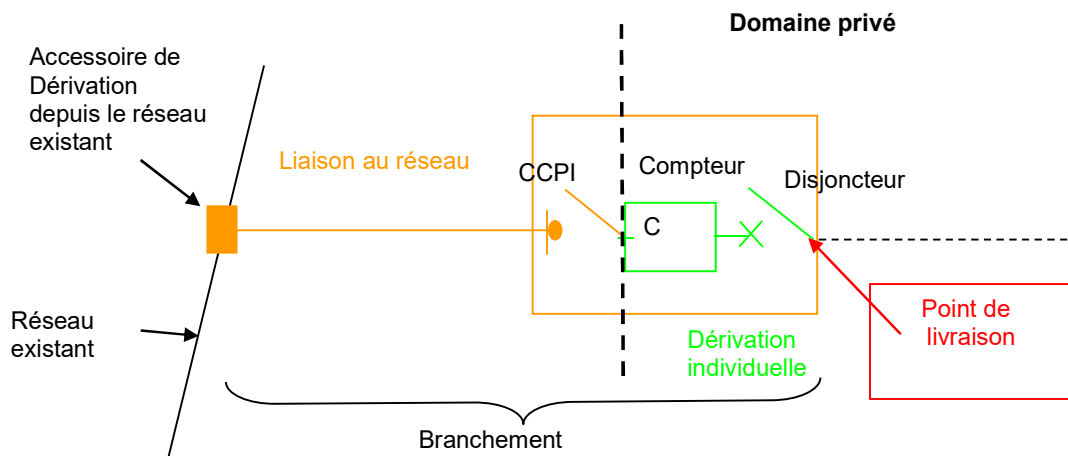 Domaine privé
Accessoire de
Dérivation
depuis le réseau
existant
Liaison au réseau
CCPI
Compteur
Disjoncteur
C
Point de
livraison
Réseau
existant
Dérivation
individuelle
Branchement